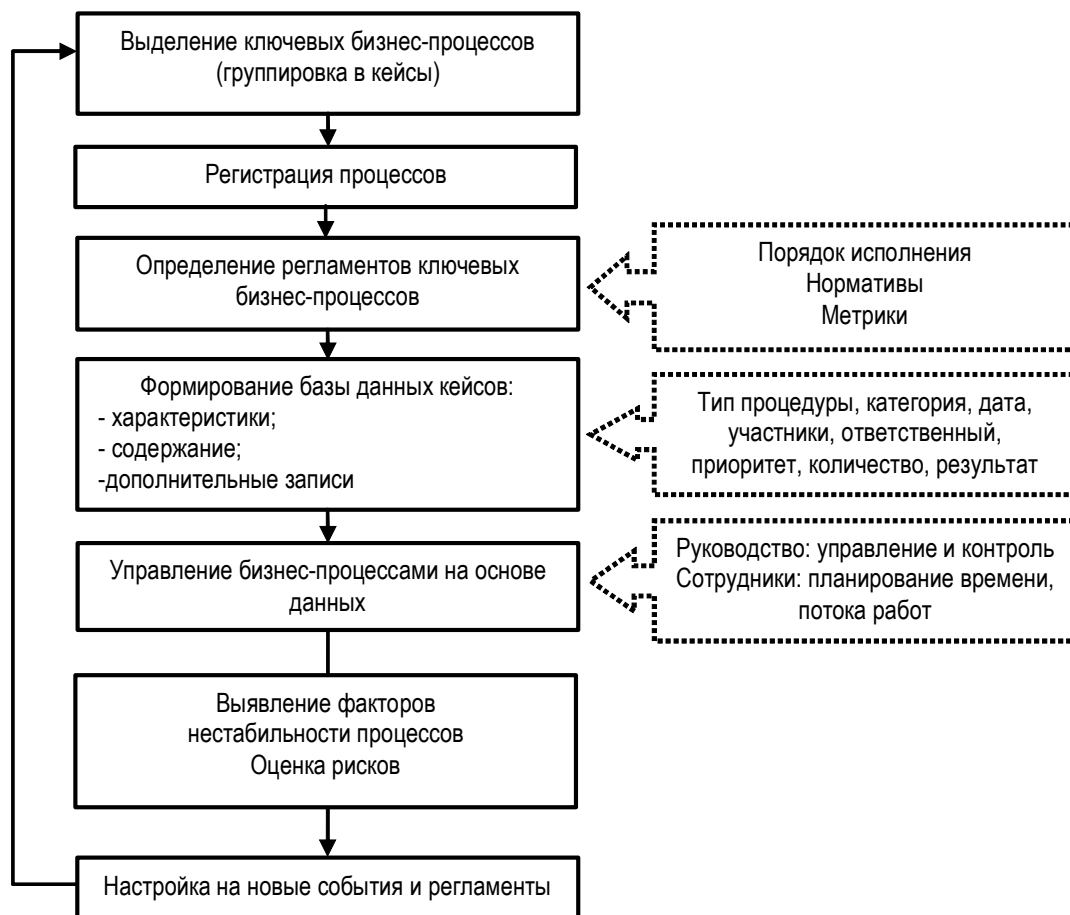 Выделение ключевых бизнес-процессов
(группировка в кейсы)
Регистрация процессов
Определение регламентов ключевых
бизнес-процессов
Порядок исполнения
Нормативы
Метрики
Формирование базы данных кейсов:
- характеристики;
- содержание;
-дополнительные записи
Тип процедуры, категория, дата,
участники, ответственный,
приоритет, количество, результат
Управление бизнес-процессами на основе
данных
Руководство: управление и контроль
Сотрудники: планирование времени,
потока работ
Выявление факторов
нестабильности процессов
Оценка рисков
Настройка на новые события и регламенты